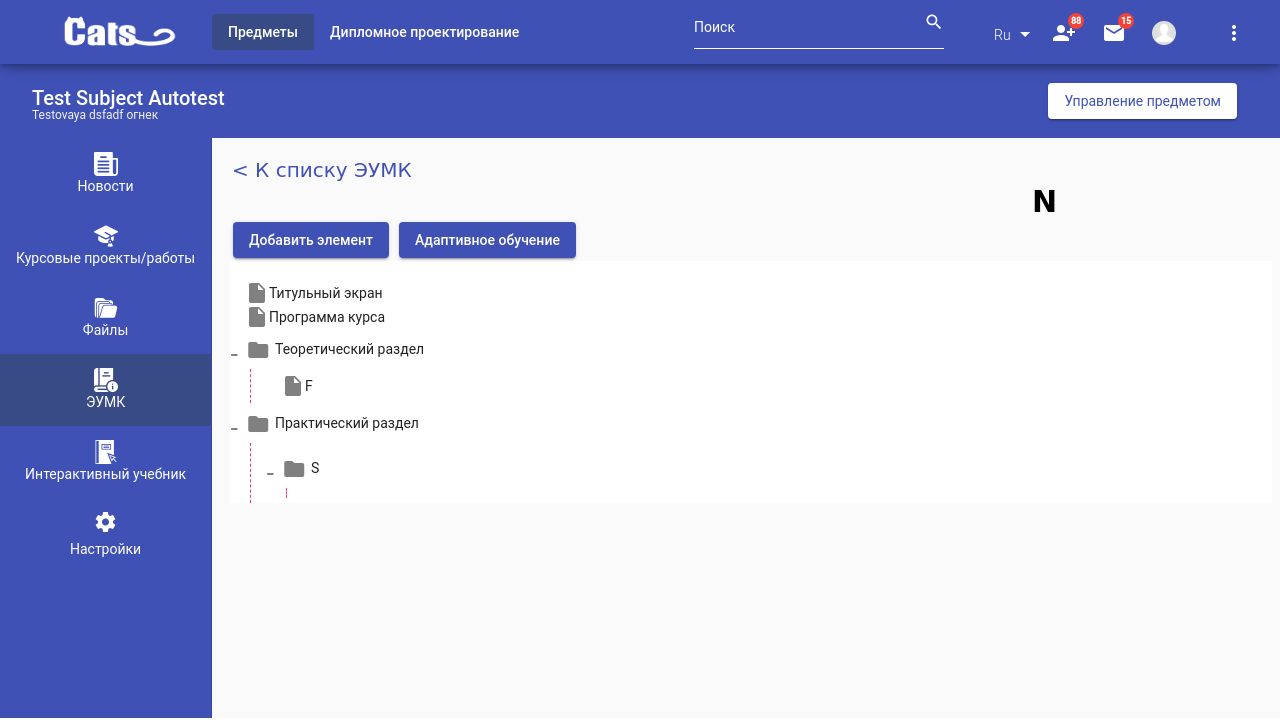 Cats
Предметы
Дипломное проектирование
Поиск
Ru
88
15
Test Subject Autotest
Testovaya dsfadf огнек
Управление предметом
Новости
Курсовые проекты/работы
Файлы
ЭУМК
Интерактивный учебник
Настройки
< К списку ЭУМК
N
Добавить элемент
Адаптивное обучение
Титульный экран
Программа курса
Теоретический раздел
F
Практический раздел
S